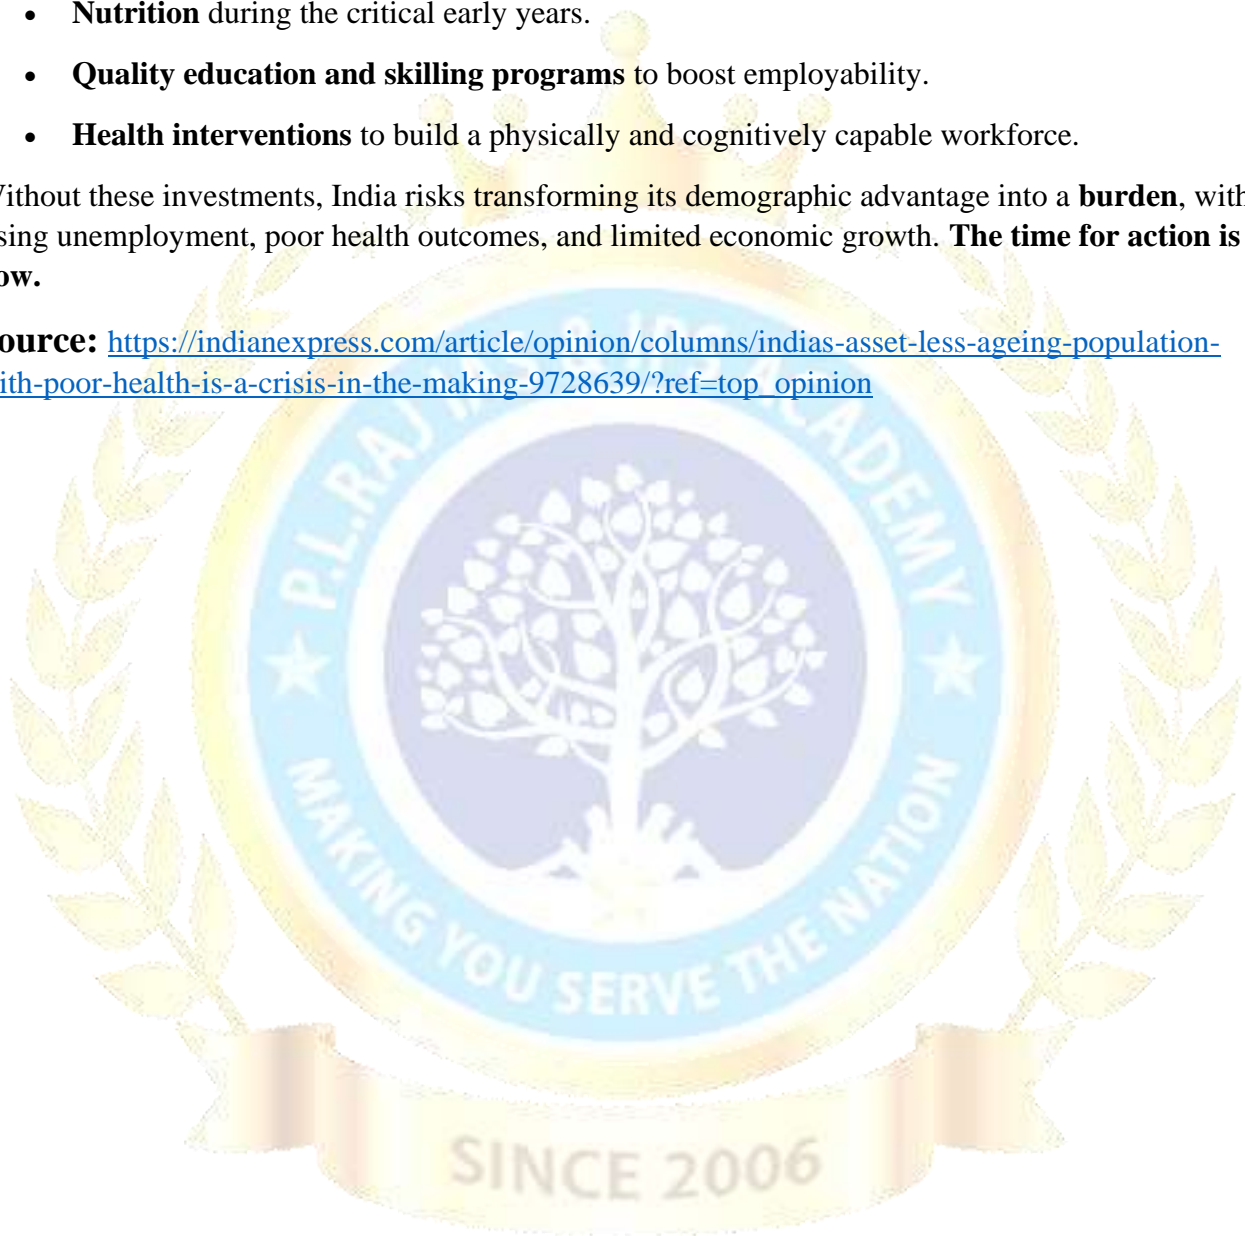 • Nutrition during the critical early years.
• Quality education and skilling programs to boost employability.
• Health interventions to build a physically and cognitively capable workforce.
ithout these investments, India risks transforming its demographic advantage into a burden, with
sing unemployment, poor health outcomes, and limited economic growth. The time for action is
ow.
ource: https://indianexpress.com/article/opinion/columns/indias-asset-less-ageing-population-
ith-poor-health-is-a-crisis-in-the-making-9728639/?ref=top_opinion
P.L.RAJ IAS & IPS ACADEMY
MAKING YOU SERVE THE NATION
SINCE 2006